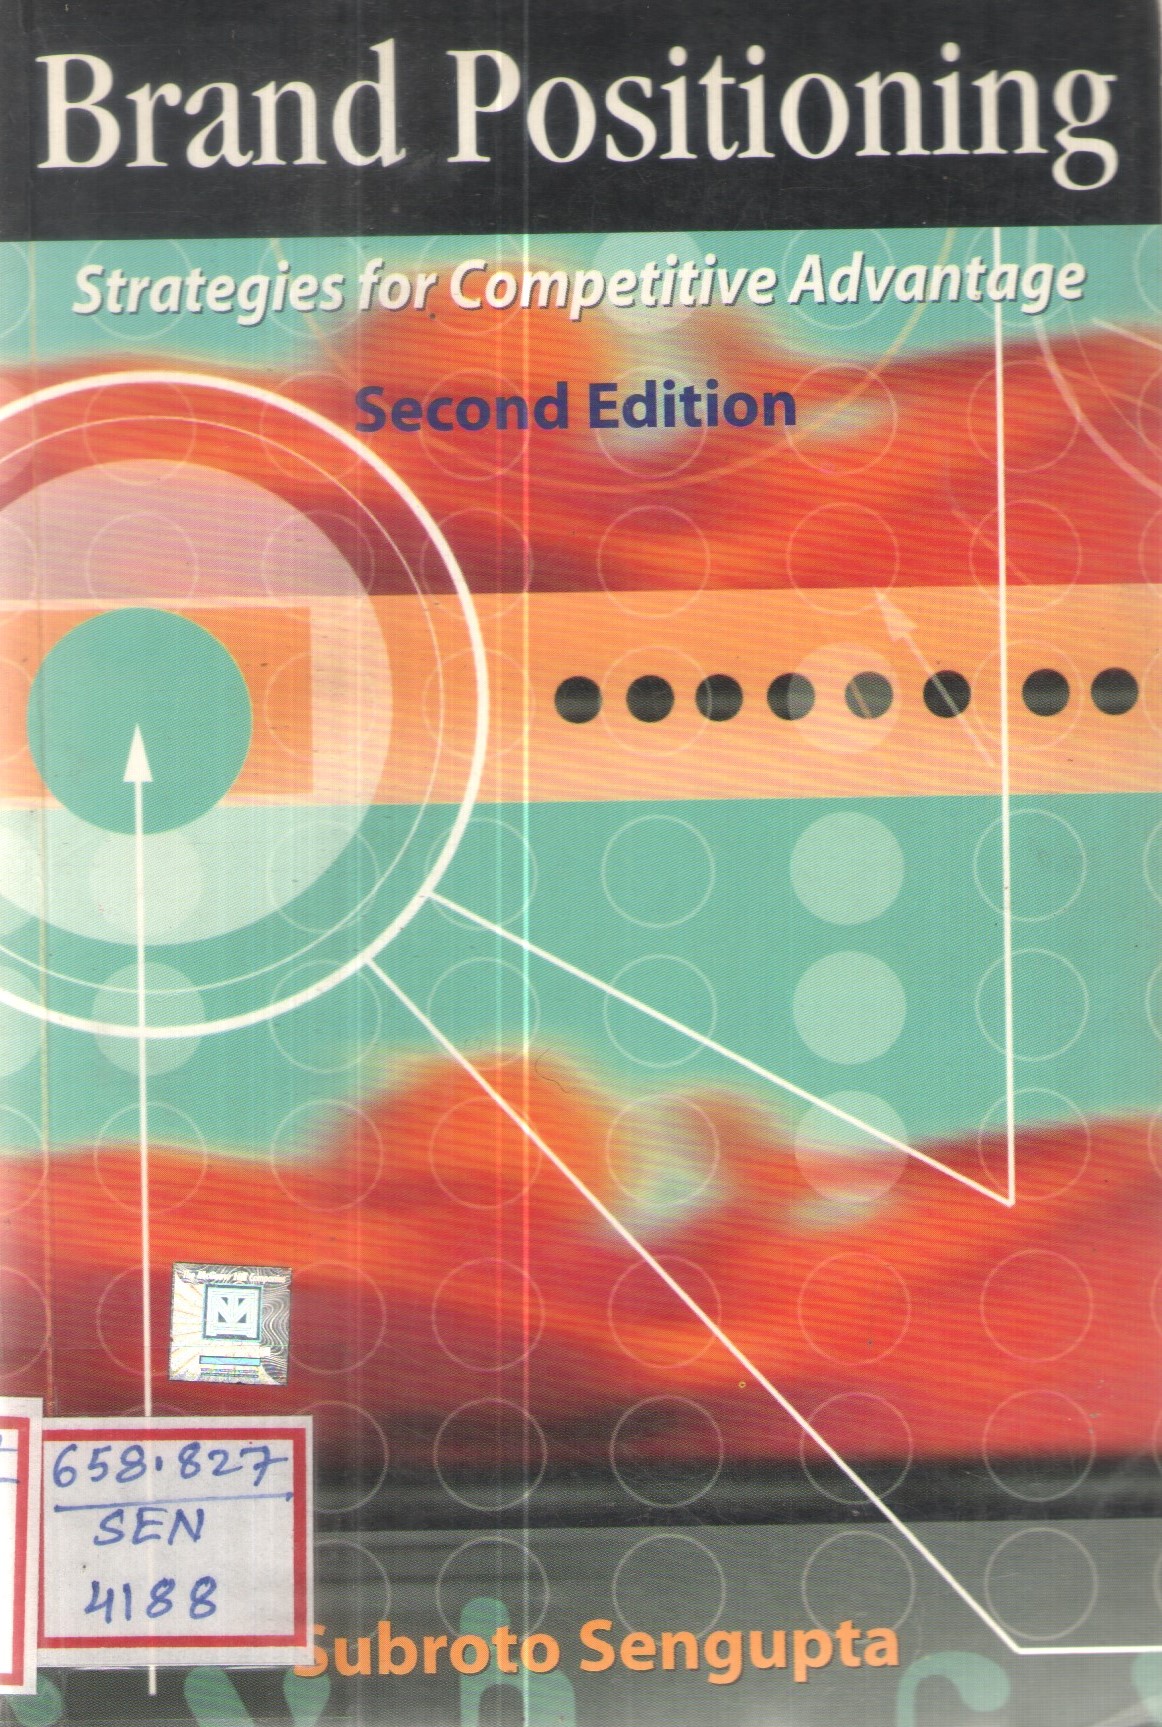 Brand Positioning
Strategies for Competitive Advantage
Second Edition
658.827
SEN
4188
Subroto Sengupta